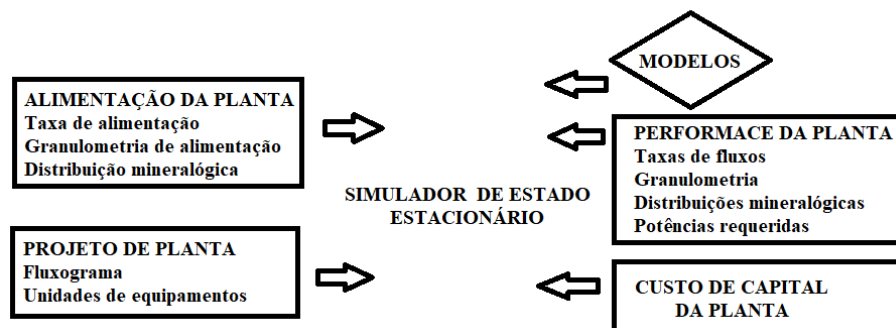 MODELOS
ALIMENTAÇÃO DA PLANTA
Taxa de alimentação
Granulometria de alimentação
Distribuição mineralógica
PERFORMACE DA PLANTA
Taxas de fluxos
Granulometria
Distribuições mineralógicas
Potências requeridas
SIMULADOR DE ESTADO
ESTACIONÁRIO
PROJETO DE PLANTA
Fluxograma
Unidades de equipamentos
CUSTO DE CAPITAL
DA PLANTA